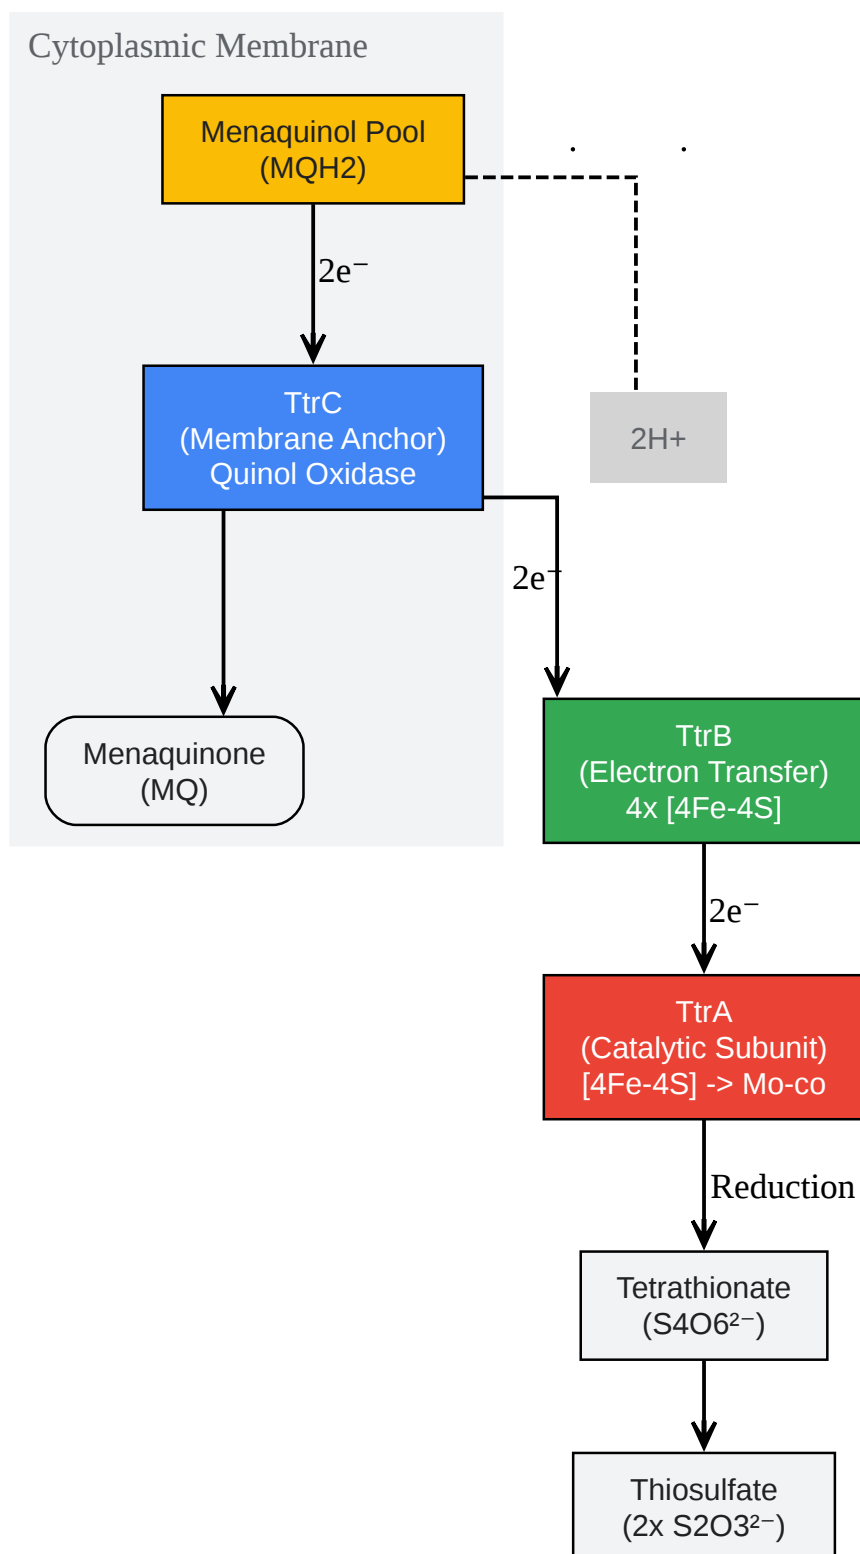 Cytoplasmic Membrane
Menaquinol Pool
(MQH2)
2e⁻
TtrC
(Membrane Anchor)
Quinol Oxidase
2H+
2e⁻
TtrB
(Electron Transfer)
4x [4Fe-4S]
Menaquinone
(MQ)
2e⁻
TtrA
(Catalytic Subunit)
[4Fe-4S] -> Mo-co
Reduction
Tetrathionate
(S4O6²⁻)
Thiosulfate
(2x S2O3²⁻)